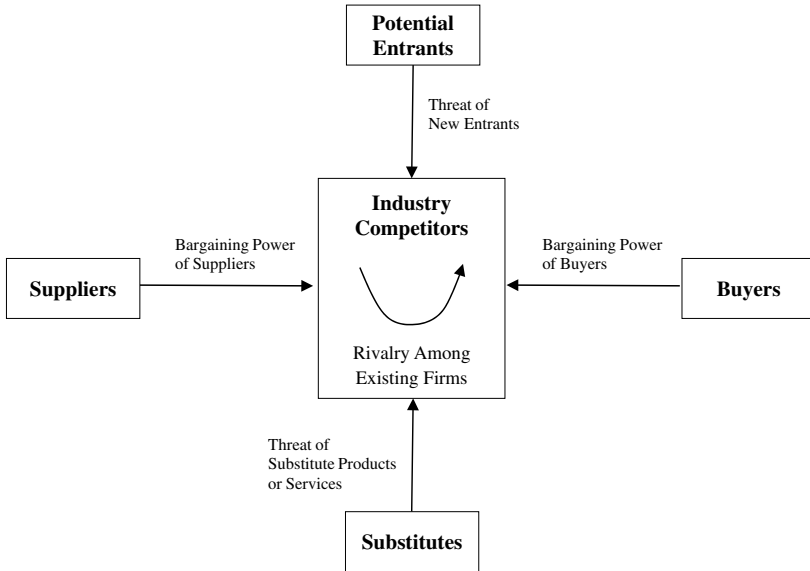 Potential
Entrants
Threat of
New Entrants
Industry
Competitors
Bargaining Power
of Suppliers
Bargaining Power
of Buyers
Suppliers
Buyers
Rivalry Among
Existing Firms
Threat of
Substitute Products
or Services
Substitutes